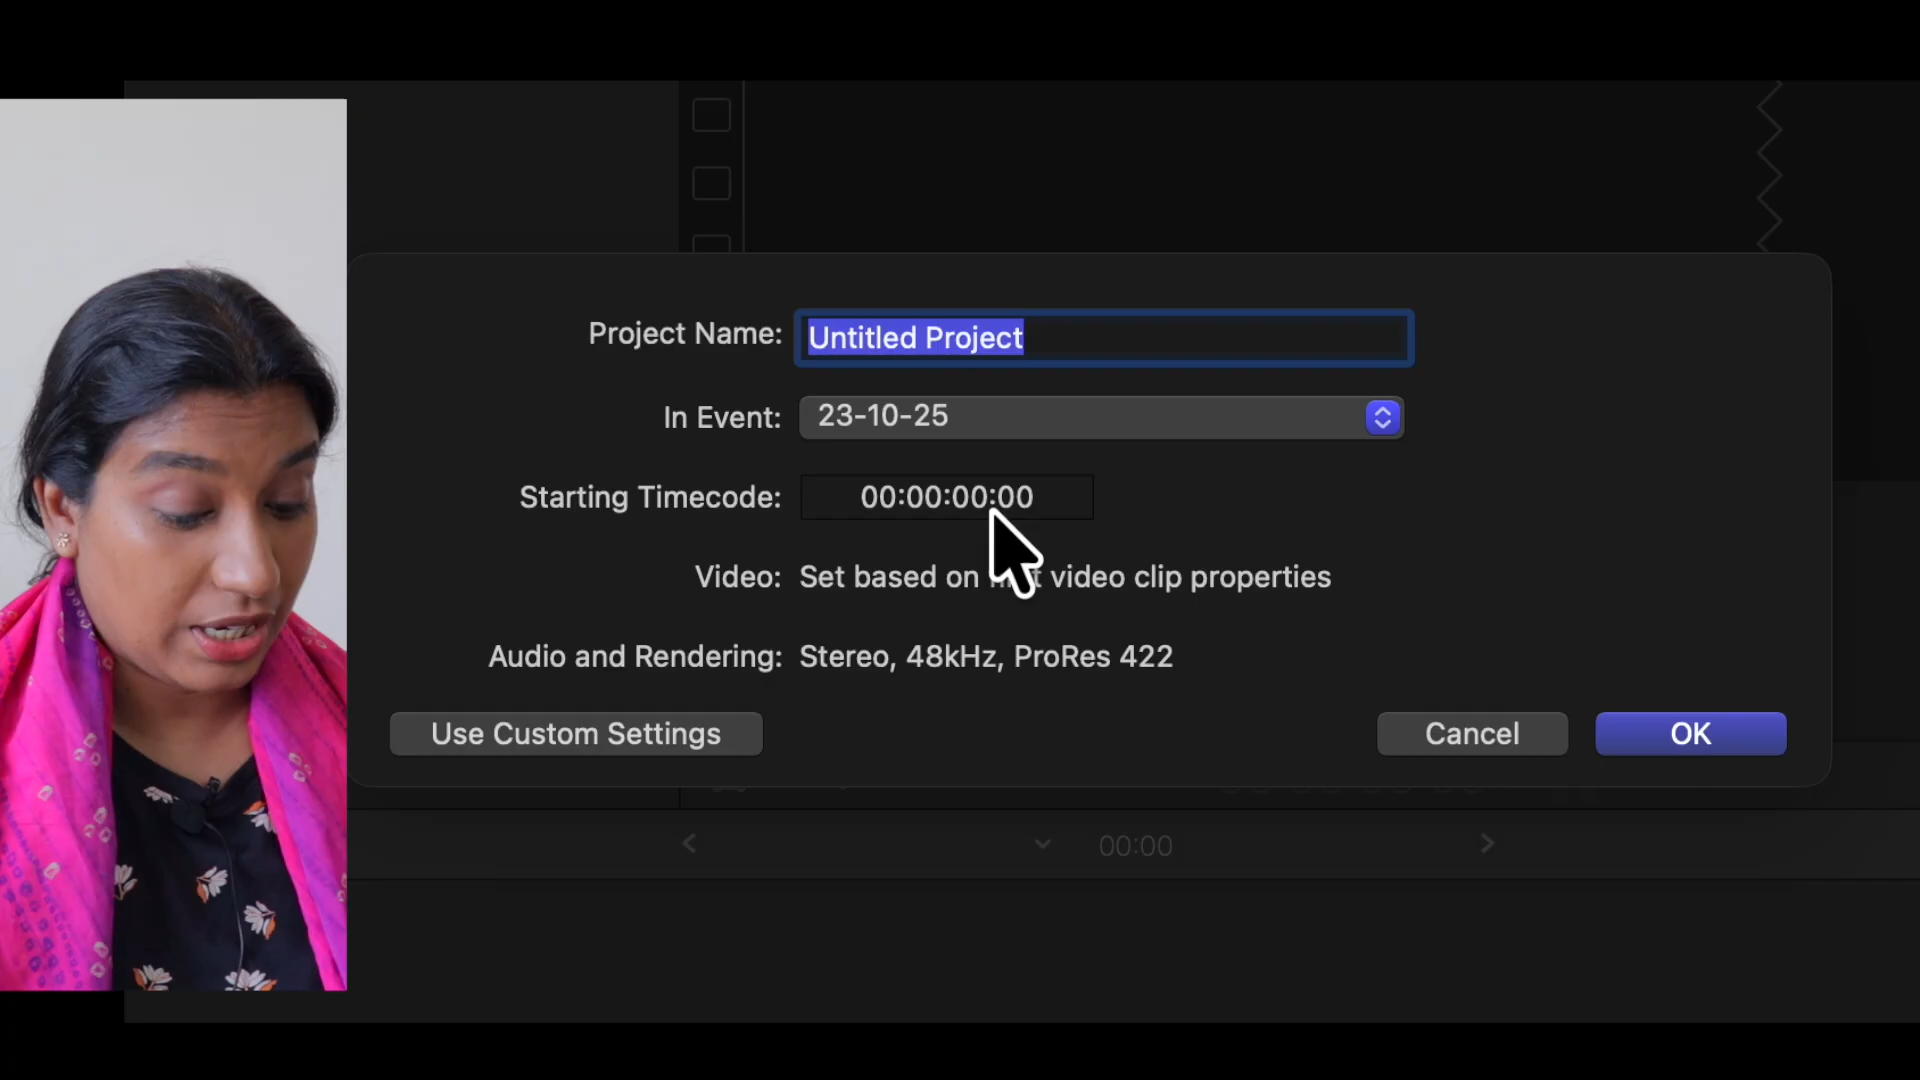 Project Name: Untitled Project
In Event: 23-10-25
Starting Timecode: 00:00:00:00
Video: Set based on video clip properties
Audio and Rendering: Stereo, 48kHz, ProRes 422
Use Custom Settings Cancel OK
00:00